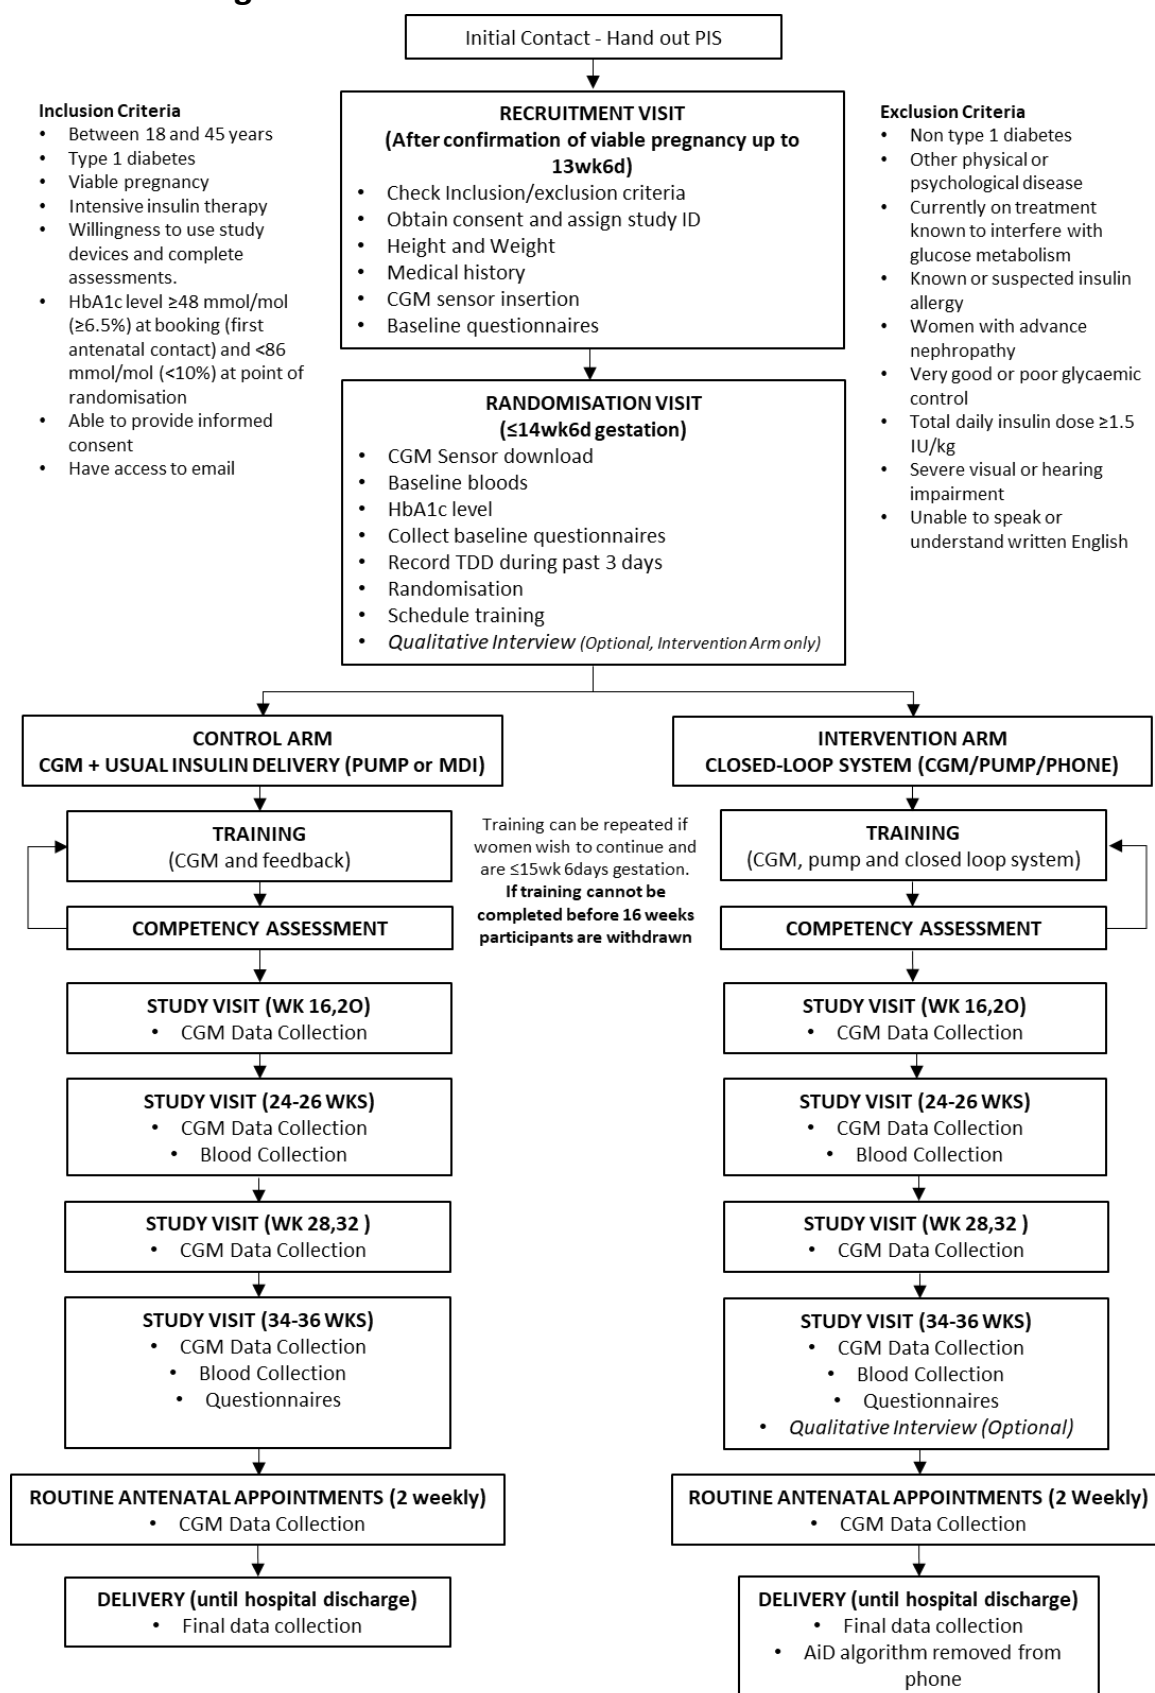 Initial Contact - Hand out PIS
Inclusion Criteria
• Between 18 and 45 years
• Type 1 diabetes
• Viable pregnancy
• Intensive insulin therapy
• Willingness to use study
devices and complete
assessments.
• HbA1c level ≥48 mmol/mol
(≥6.5%) at booking (first
antenatal contact) and <86
mmol/mol (<10%) at point of
randomisation
• Able to provide informed
consent
• Have access to email
RECRUITMENT VISIT
(After confirmation of viable pregnancy up to
13wk6d)
• Check Inclusion/exclusion criteria
• Obtain consent and assign study ID
• Height and Weight
• Medical history
• CGM sensor insertion
• Baseline questionnaires
Exclusion Criteria
• Non type 1 diabetes
• Other physical or
psychological disease
• Currently on treatment
known to interfere with
glucose metabolism
• Known or suspected insulin
allergy
• Women with advance
nephropathy
• Very good or poor glycaemic
control
• Total daily insulin dose ≥1.5
IU/kg
• Severe visual or hearing
impairment
• Unable to speak or
understand written English
RANDOMISATION VISIT
(≤14wk6d gestation)
• CGM Sensor download
• Baseline bloods
• HbA1c level
• Collect baseline questionnaires
• Record TDD during past 3 days
• Randomisation
• Schedule training
• Qualitative Interview (Optional, Intervention Arm only)
CONTROL ARM
CGM + USUAL INSULIN DELIVERY (PUMP or MDI)
TRAINING
(CGM and feedback)
COMPETENCY ASSESSMENT
STUDY VISIT (WK 16,2O)
• CGM Data Collection
STUDY VISIT (24-26 WKS)
• CGM Data Collection
• Blood Collection
STUDY VISIT (WK 28,32 )
• CGM Data Collection
STUDY VISIT (34-36 WKS)
• CGM Data Collection
• Blood Collection
• Questionnaires
ROUTINE ANTENATAL APPOINTMENTS (2 weekly)
• CGM Data Collection
DELIVERY (until hospital discharge)
• Final data collection
Training can be repeated if
women wish to continue and
are ≤15wk 6days gestation.
If training cannot be
completed before 16 weeks
participants are withdrawn
INTERVENTION ARM
CLOSED-LOOP SYSTEM (CGM/PUMP/PHONE)
TRAINING
(CGM, pump and closed loop system)
COMPETENCY ASSESSMENT
STUDY VISIT (WK 16,2O)
• CGM Data Collection
STUDY VISIT (24-26 WKS)
• CGM Data Collection
• Blood Collection
STUDY VISIT (WK 28,32 )
• CGM Data Collection
STUDY VISIT (34-36 WKS)
• CGM Data Collection
• Blood Collection
• Questionnaires
• Qualitative Interview (Optional)
ROUTINE ANTENATAL APPOINTMENTS (2 Weekly)
• CGM Data Collection
DELIVERY (until hospital discharge)
• Final data collection
• AiD algorithm removed from
phone